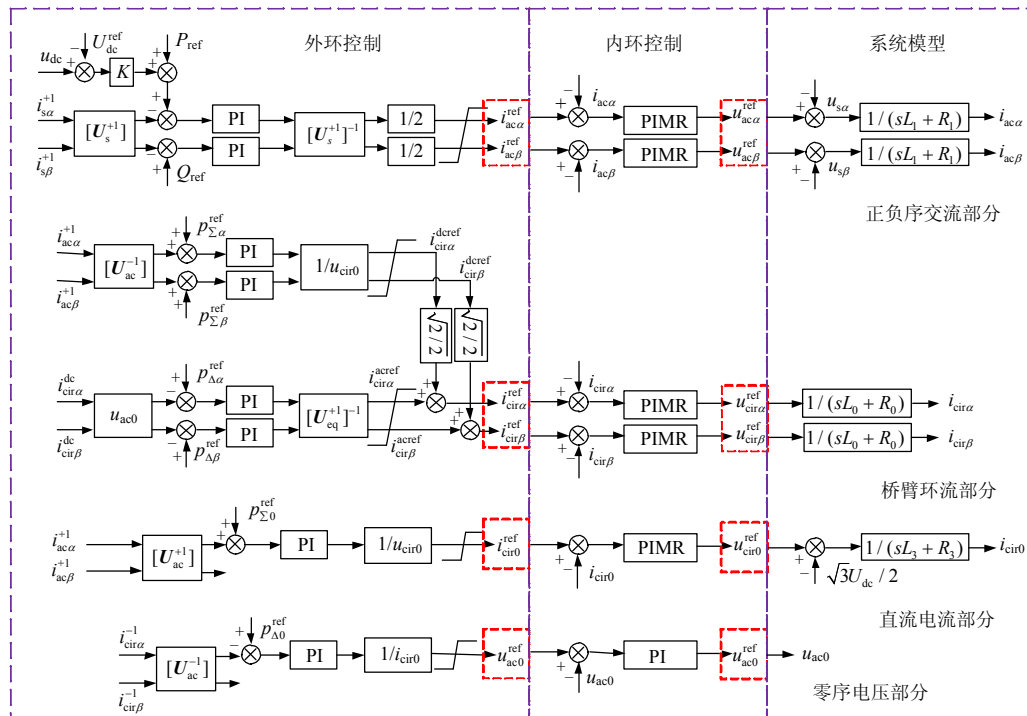 外环控制 内环控制 系统模型
U_dc^ref P_ref
u_dc K
i_sα^{+1} [U_s^{+1}] PI [U_s^{+1}]^{-1} 1/2 i_acα^ref i_acα PIMR u_acα^ref u_sα 1/(sL_1+R_1) i_acα
i_sβ^{+1} PI 1/2 i_acβ^ref i_acβ PIMR u_acβ^ref u_sβ 1/(sL_1+R_1) i_acβ
Q_ref
正负序交流部分
i_acα^{+1} [U_ac^{-1}] p_Σα^ref PI 1/u_cir0 i_cirα^dcref
i_acβ^{+1} p_Σβ^ref PI i_cirβ^dcref
√2/2 √2/2
i_cirα^dc u_ac0 p_Δα^ref PI [U_eq^{+1}]^{-1} i_cirα^acref i_cirα^ref i_cirα PIMR u_cirα^ref 1/(sL_0+R_0) i_cirα
i_cirβ^dc p_Δβ^ref PI i_cirβ^acref i_cirβ^ref i_cirβ PIMR u_cirβ^ref 1/(sL_0+R_0) i_cirβ
桥臂环流部分
p_Σ0^ref
i_acα^{+1} [U_ac^{+1}] PI 1/u_cir0 i_cir0^ref PIMR u_cir0^ref 1/(sL_3+R_3) i_cir0
i_acβ^{+1} i_cir0 √3U_dc/2
直流电流部分
p_Δ0^ref
i_cirα^{-1} [U_ac^{-1}] PI 1/i_cir0 u_ac0^ref PI u_ac0^ref u_ac0
i_cirβ^{-1} u_ac0
零序电压部分